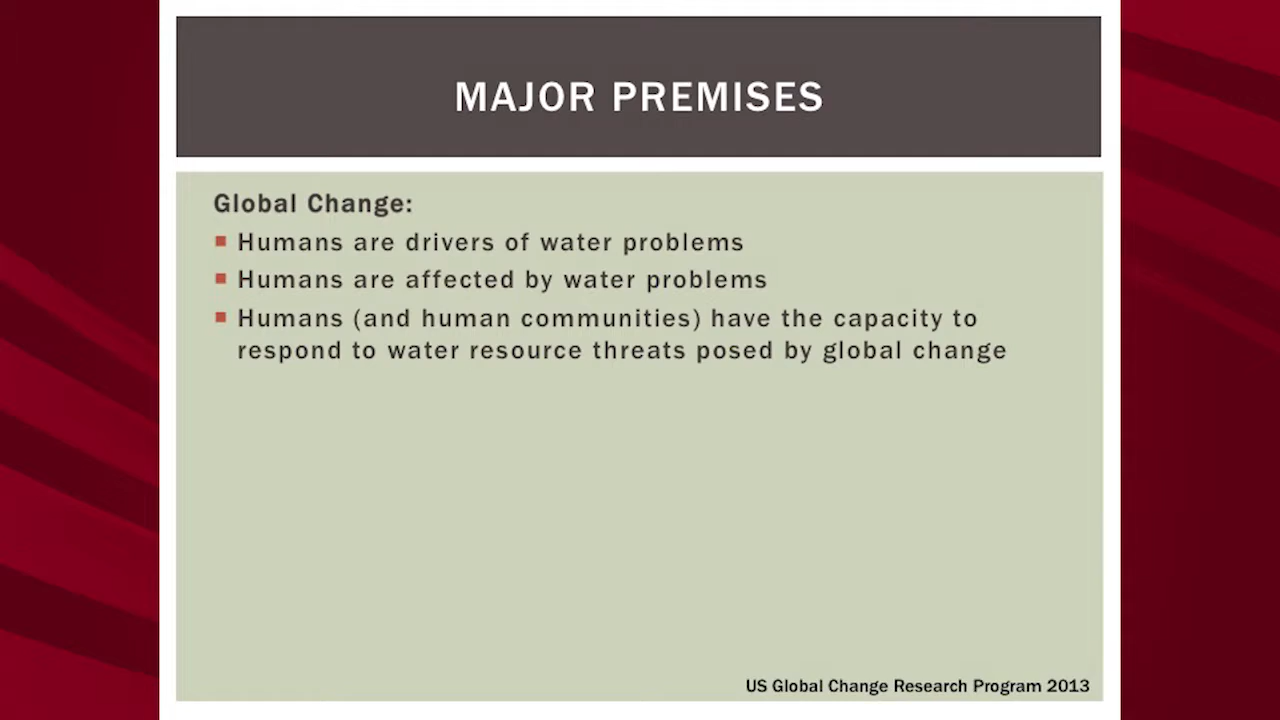 MAJOR PREMISES
Global Change:
Humans are drivers of water problems
Humans are affected by water problems
Humans (and human communities) have the capacity to
respond to water resource threats posed by global change
US Global Change Research Program 2013